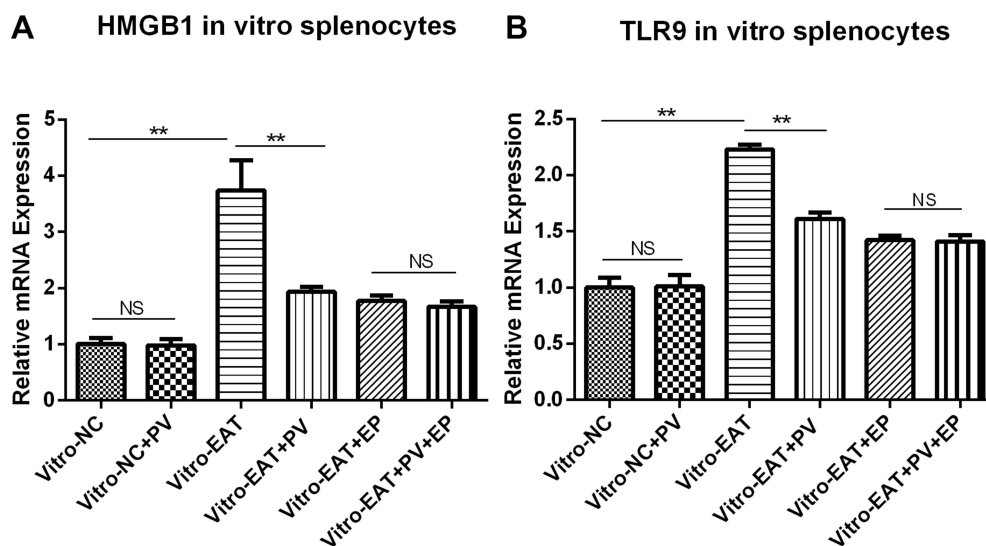 A HMGB1 in vitro splenocytes
Relative mRNA Expression
5
4
3
2
1
0
**
**
NS
NS
Vitro-NC
Vitro-NC+PV
Vitro-EAT
Vitro-EAT+PV
Vitro-EAT+EP
Vitro-EAT+PV+EP
B TLR9 in vitro splenocytes
Relative mRNA Expression
2.5
2.0
1.5
1.0
0.5
0.0
**
**
NS
NS
Vitro-NC
Vitro-NC+PV
Vitro-EAT
Vitro-EAT+PV
Vitro-EAT+EP
Vitro-EAT+PV+EP